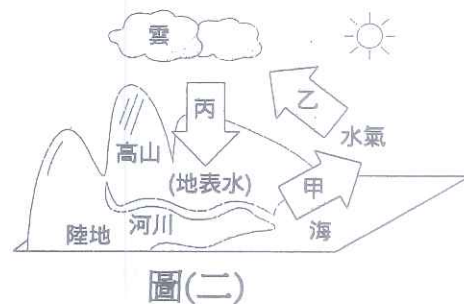 雲
丙
乙
水氣
高山
(地表水)
甲
陸地
河川
海
圖(二)